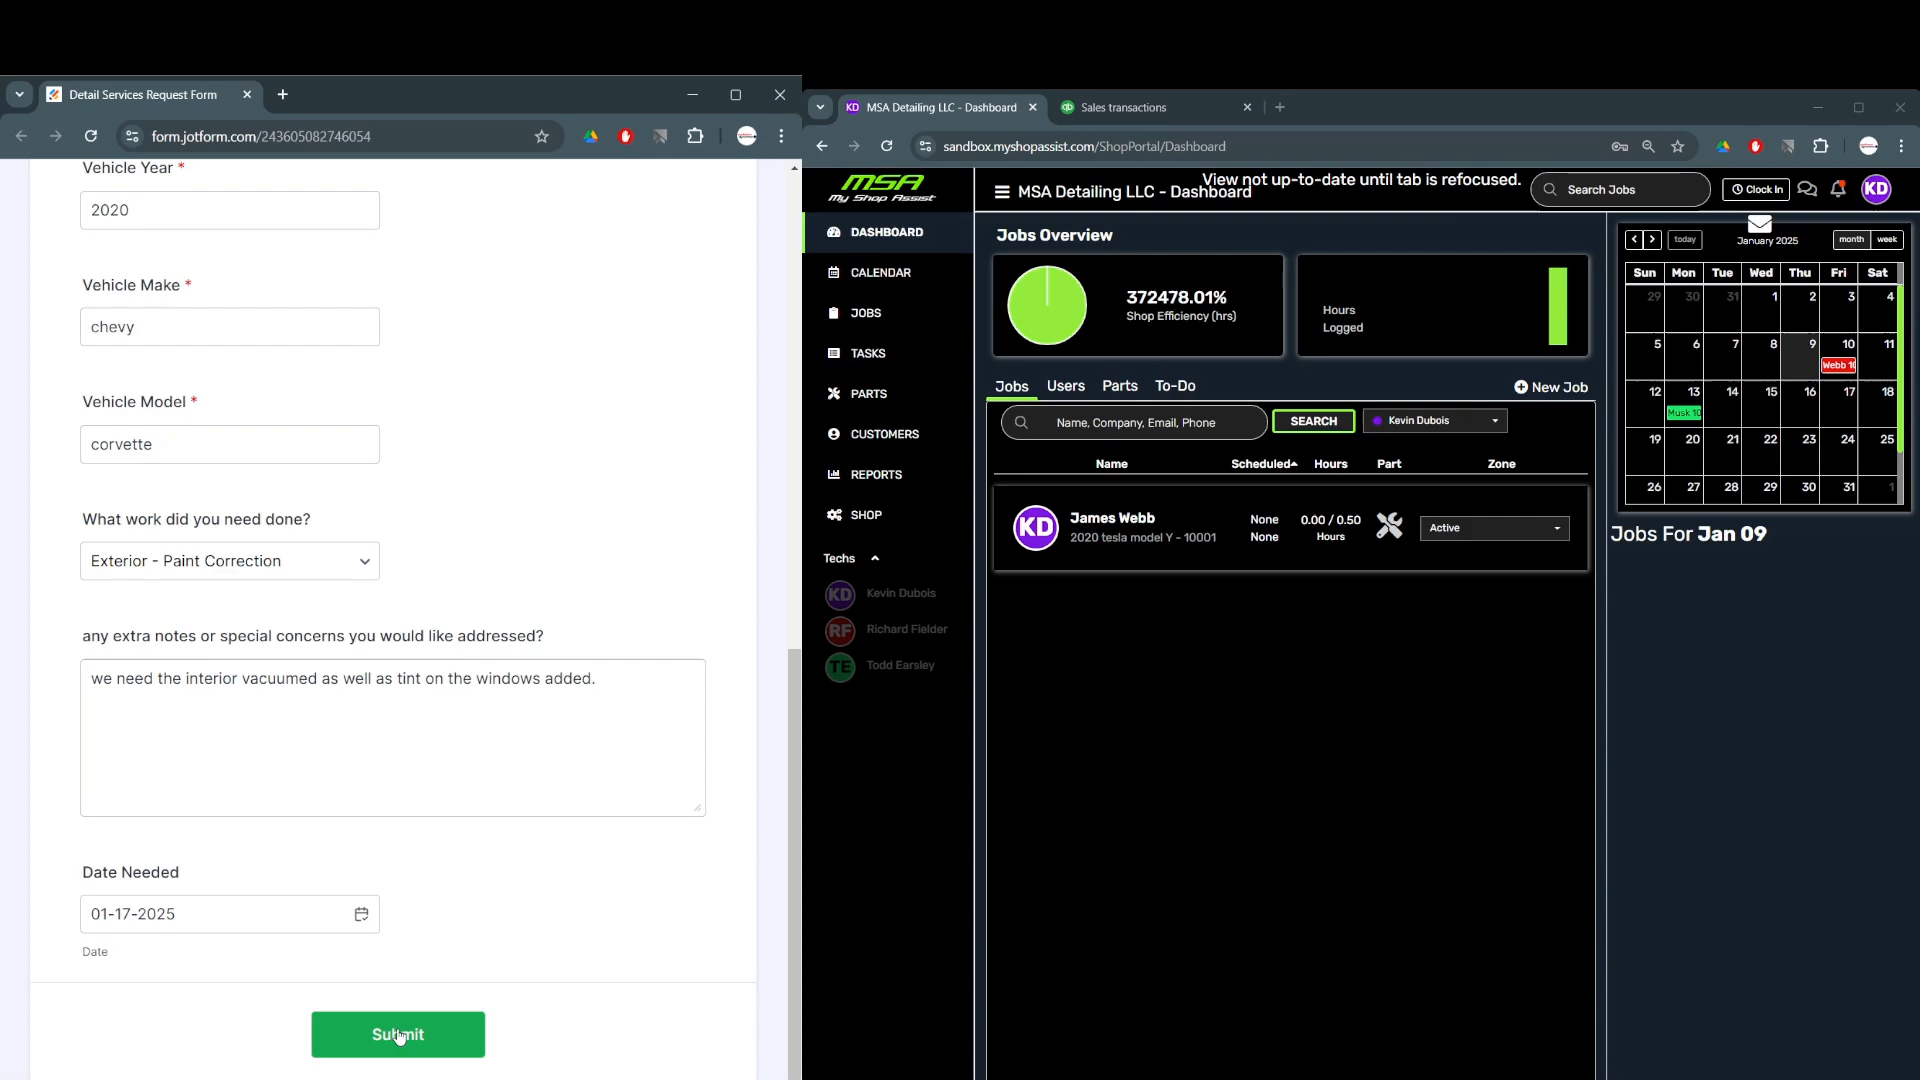 Detail Services Request Form
form.jotform.com/243605082746054
Vehicle Year *
2020
Vehicle Make *
chevy
Vehicle Model *
corvette
What work did you need done?
Exterior - Paint Correction
any extra notes or special concerns you would like addressed?
we need the interior vacuumed as well as tint on the windows added.
Date Needed
01-17-2025
Date
Submit
KD MSA Detailing LLC - Dashboard
qb Sales transactions
sandbox.myshopassist.com/ShopPortal/Dashboard
MSA
My Shop Assist
MSA Detailing LLC - Dashboard
View not up-to-date until tab is refocused.
Search Jobs
Clock In
KD
DASHBOARD
CALENDAR
JOBS
TASKS
PARTS
CUSTOMERS
REPORTS
SHOP
Techs
KD Kevin Dubois
RF Richard Fielder
TE Todd Earsley
Jobs Overview
372478.01%
Shop Efficiency (hrs)
Hours
Logged
Jobs Users Parts To-Do
New Job
Name, Company, Email, Phone
SEARCH
Kevin Dubois
Name Scheduled Hours Part Zone
KD
James Webb
2020 tesla model Y - 10001
None
None
0.00 / 0.50
Hours
Active
today
January 2025
month week
Sun Mon Tue Wed Thu Fri Sat
29 30 31 1 2 3 4
5 6 7 8 9 10 11
Webb 10
12 13 14 15 16 17 18
Musk 10
19 20 21 22 23 24 25
26 27 28 29 30 31 1
Jobs For Jan 09